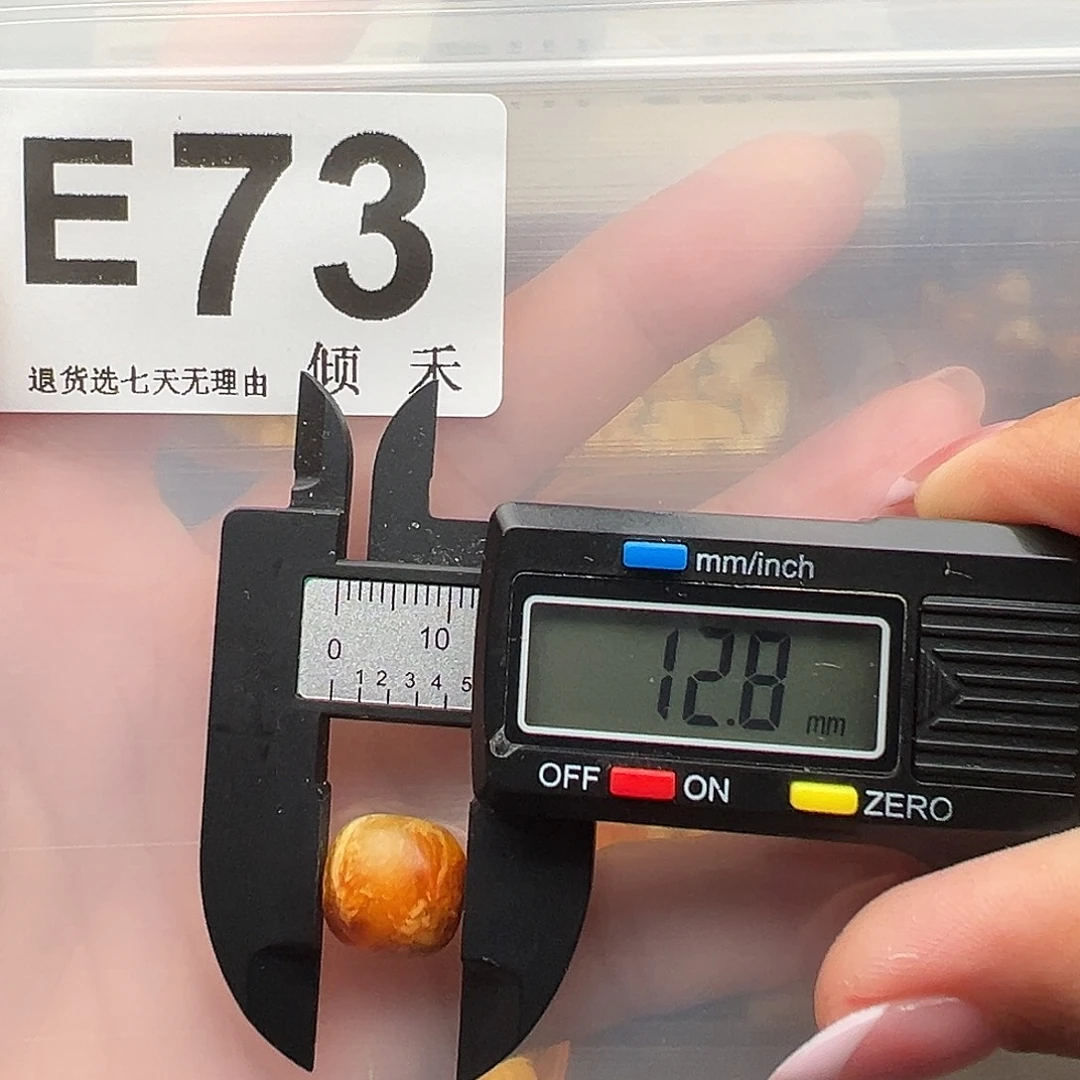 E73
退货选七天无理由 倾禾
mm/inch
12.8 mm
0 10
1 2 3 4 5
OFF ON ZERO